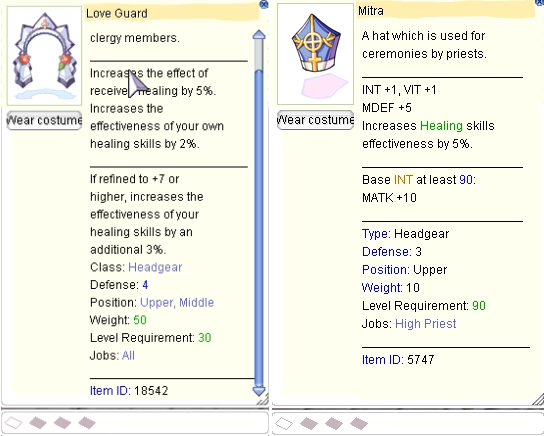 Love Guard
clergy members.
Increases the effect of
received healing by 5%.
Increases the
effectiveness of your own
healing skills by 2%.
If refined to +7 or
higher, increases the
effectiveness of your
healing skills by an
additional 3%.
Class: Headgear
Defense: 4
Position: Upper, Middle
Weight: 50
Level Requirement: 30
Jobs: All
Item ID: 18542
Wear costume
Mitra
A hat which is used for
ceremonies by priests.
INT +1, VIT +1
MDEF +5
Increases Healing skills
effectiveness by 5%.
Base INT at least 90:
MATK +10
Type: Headgear
Defense: 3
Position: Upper
Weight: 10
Level Requirement: 90
Jobs: High Priest
Item ID: 5747
Wear costume